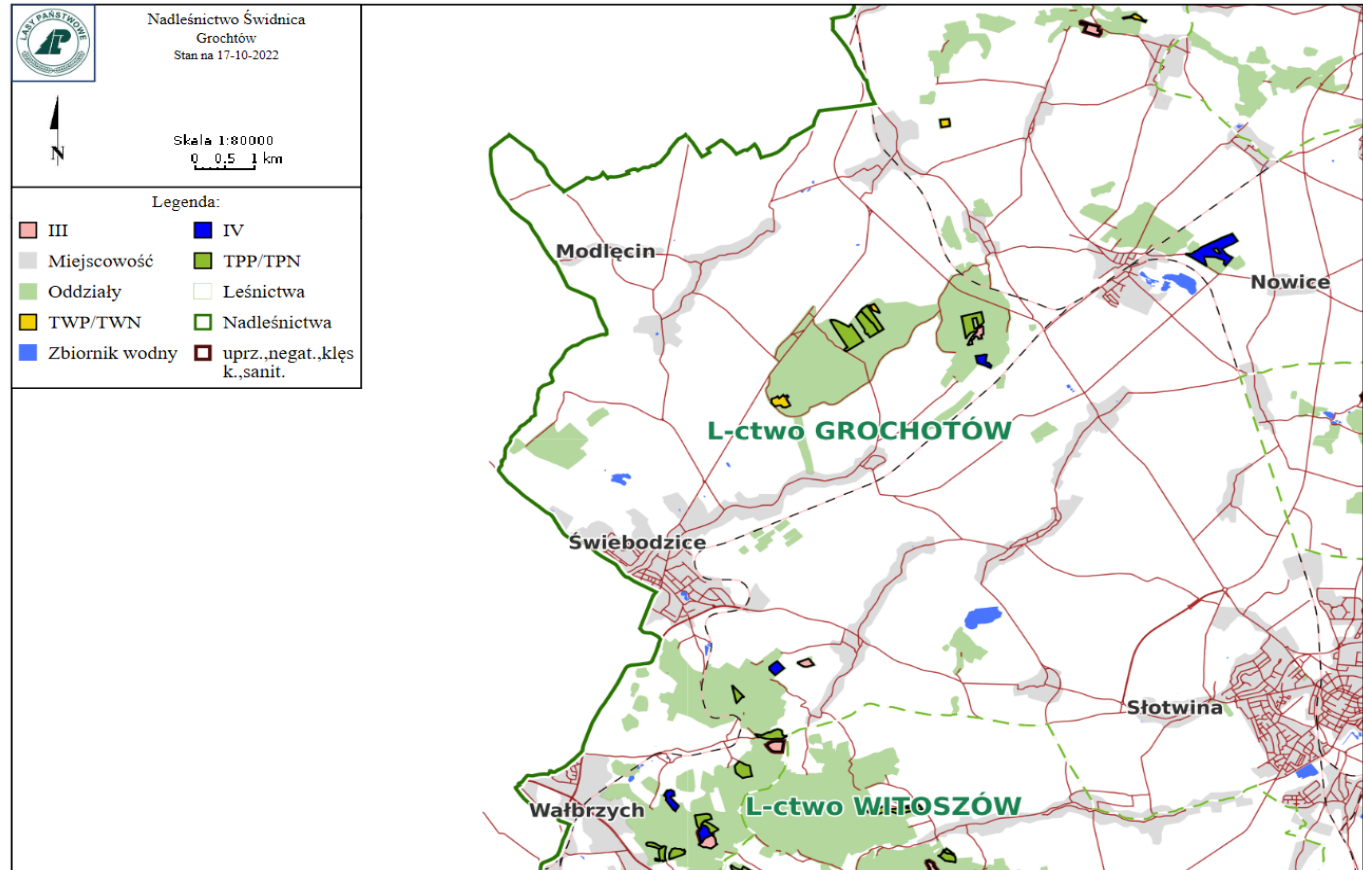 LASY PAŃSTWOWE
Nadleśnictwo Świdnica
Grochtów
Stan na 17-10-2022
N
Skala 1:80000
0 0.5 1 km
Legenda:
III
IV
Miejscowość
TPP/TPN
Oddziały
Leśnictwa
TWP/TWN
Nadleśnictwa
Zbiornik wodny
uprz.,negat.,klęs
k.,sanit.
Modlęcin
Nowice
L-ctwo GROCHOTÓW
Świebodzice
Słotwina
Wałbrzych
L-ctwo WITOSZÓW